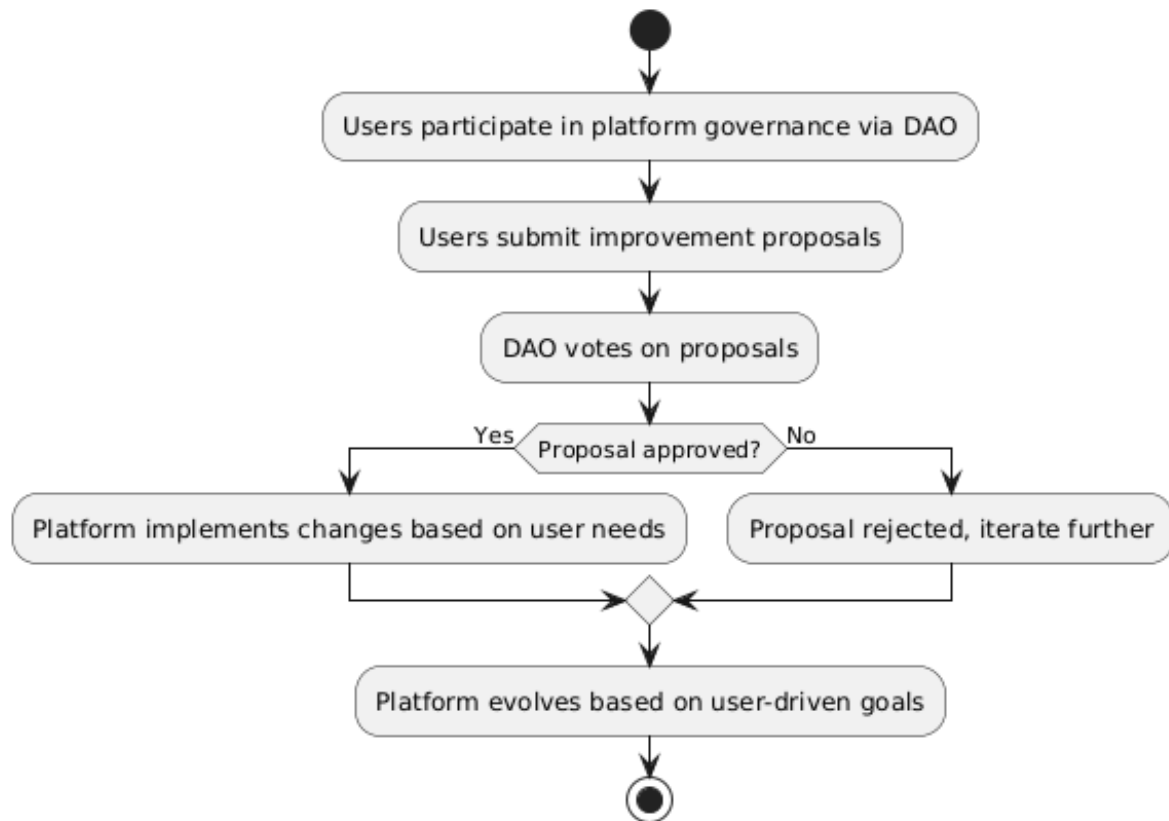 Users participate in platform governance via DAO
Users submit improvement proposals
DAO votes on proposals
Yes
Proposal approved?
No
Platform implements changes based on user needs
Proposal rejected, iterate further
Platform evolves based on user-driven goals